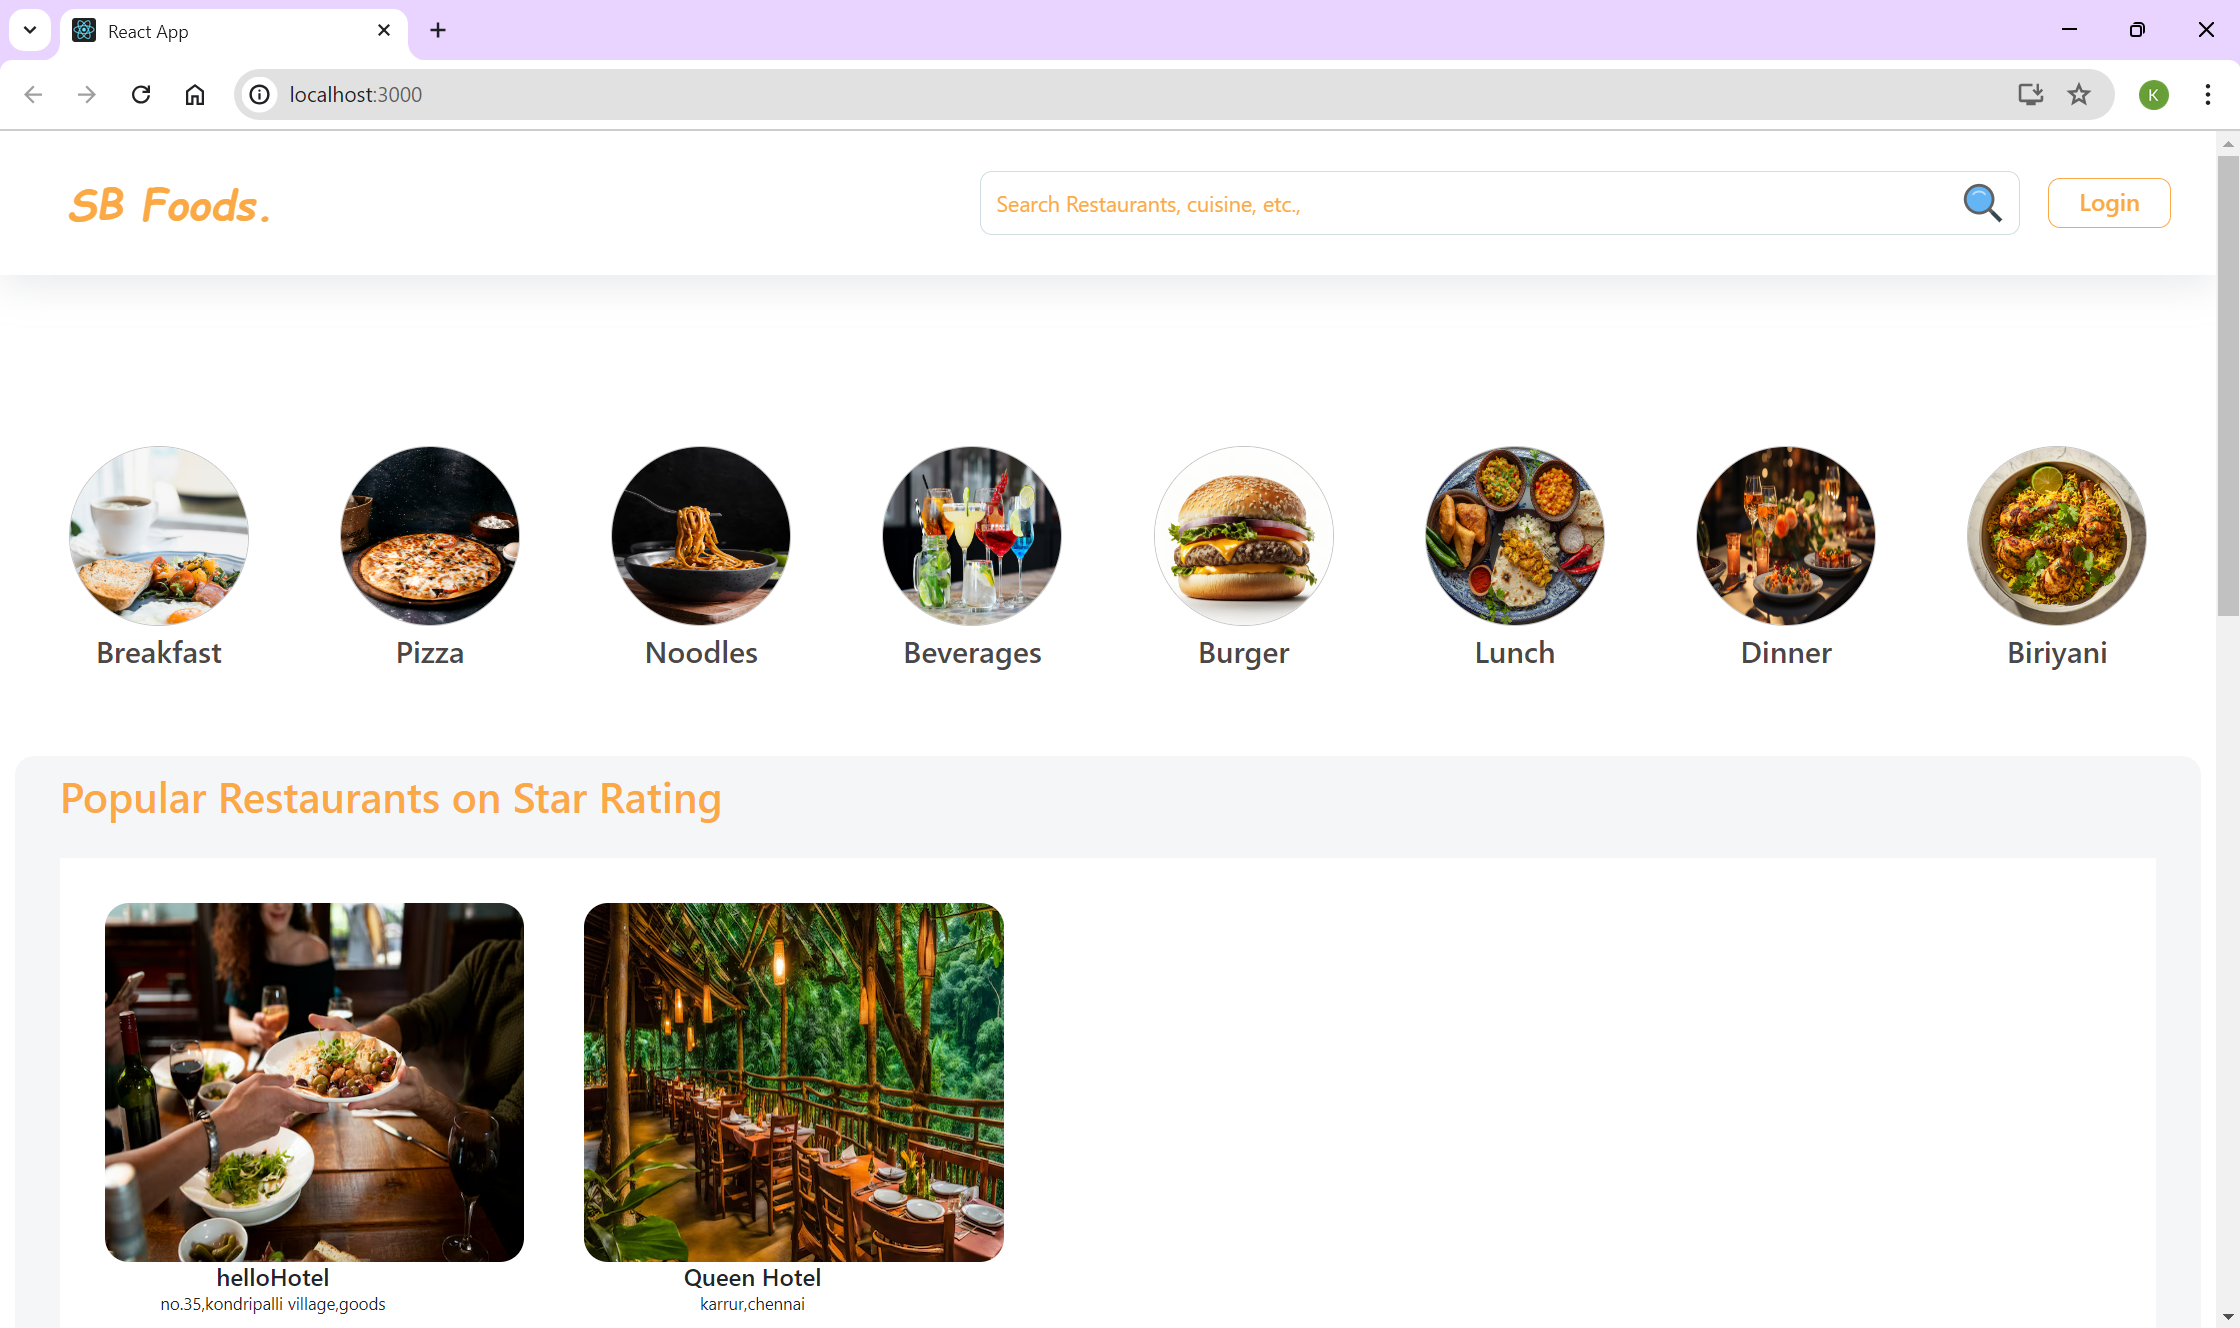 React App
localhost:3000
K
SB Foods.
Search Restaurants, cuisine, etc.,
Login
Breakfast
Pizza
Noodles
Beverages
Burger
Lunch
Dinner
Biriyani
Popular Restaurants on Star Rating
helloHotel
no.35,kondripalli village,goods
Queen Hotel
karrur,chennai